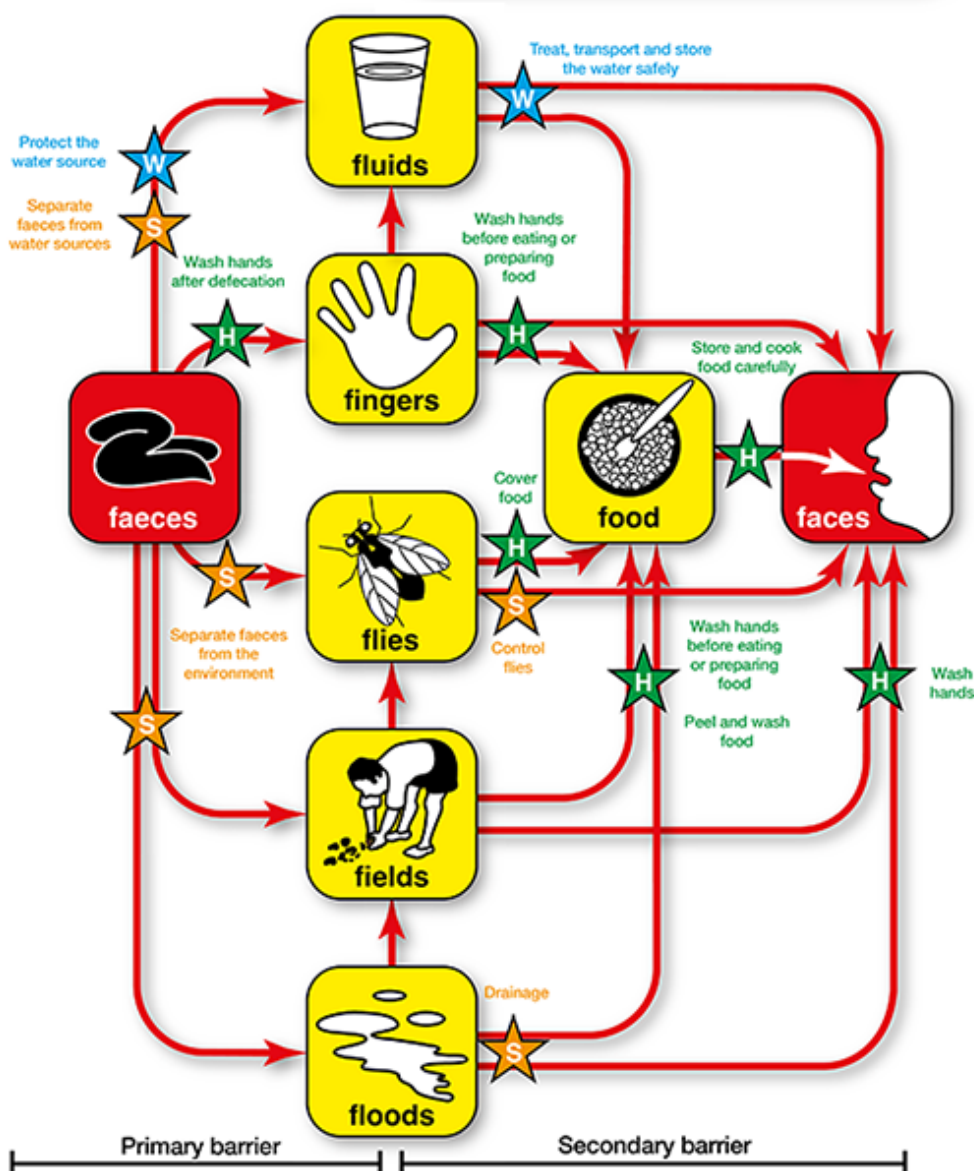 Treat, transport and store
the water safely
W
fluids
Protect the
water source
W
Separate
faeces from
water sources
S
Wash hands
after defecation
H
Wash hands
before eating or
preparing
food
H
fingers
Store and cook
food carefully
H
faeces
food
faces
Cover
food
H
S
flies
S
Control
flies
Separate faeces
from the
environment
S
Wash hands
before eating
or preparing
food
H
Peel and wash
food
H
Wash
hands
fields
Drainage
S
floods
Primary barrier
Secondary barrier